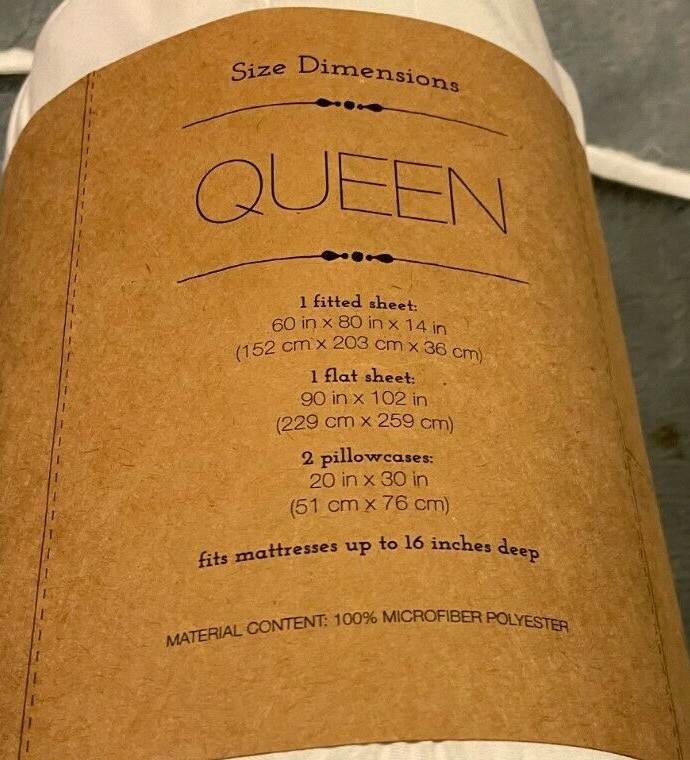 Size Dimensions
QUEEN
1 fitted sheet:
60 in x 80 in x 14 in
(152 cm x 203 cm x 36 cm)
1 flat sheet:
90 in x 102 in
(229 cm x 259 cm)
2 pillowcases:
20 in x 30 in
(51 cm x 76 cm)
fits mattresses up to 16 inches deep
MATERIAL CONTENT: 100% MICROFIBER POLYESTER